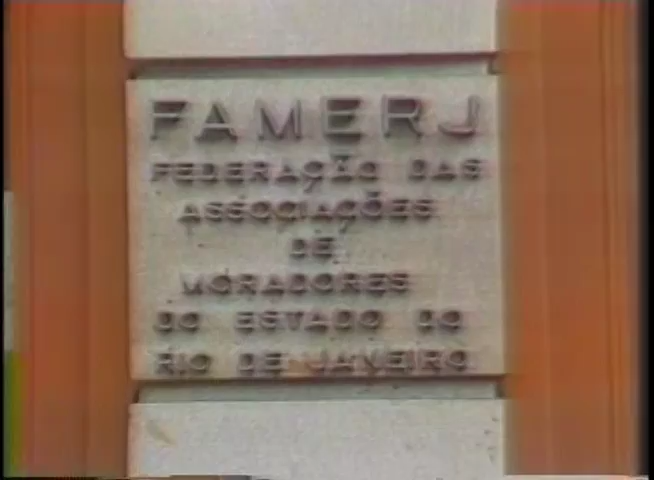 FAMERJ
FEDERAÇÃO DAS
ASSOCIAÇÕES
DE
MORADORES
DO ESTADO DO
RIO DE JANEIRO